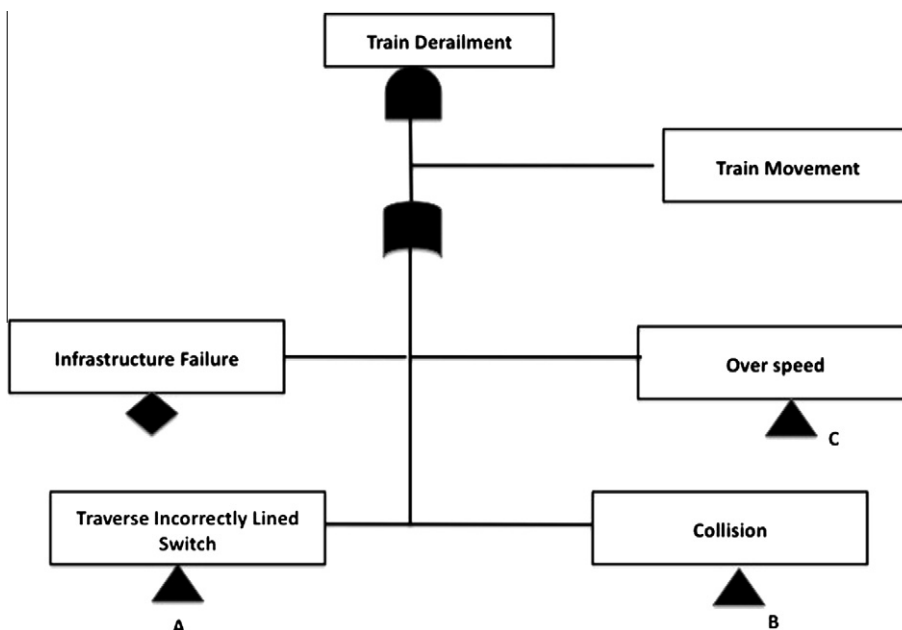 Train Derailment
Train Movement
Infrastructure Failure
Over speed
C
Traverse Incorrectly Lined
Switch
Collision
A
B